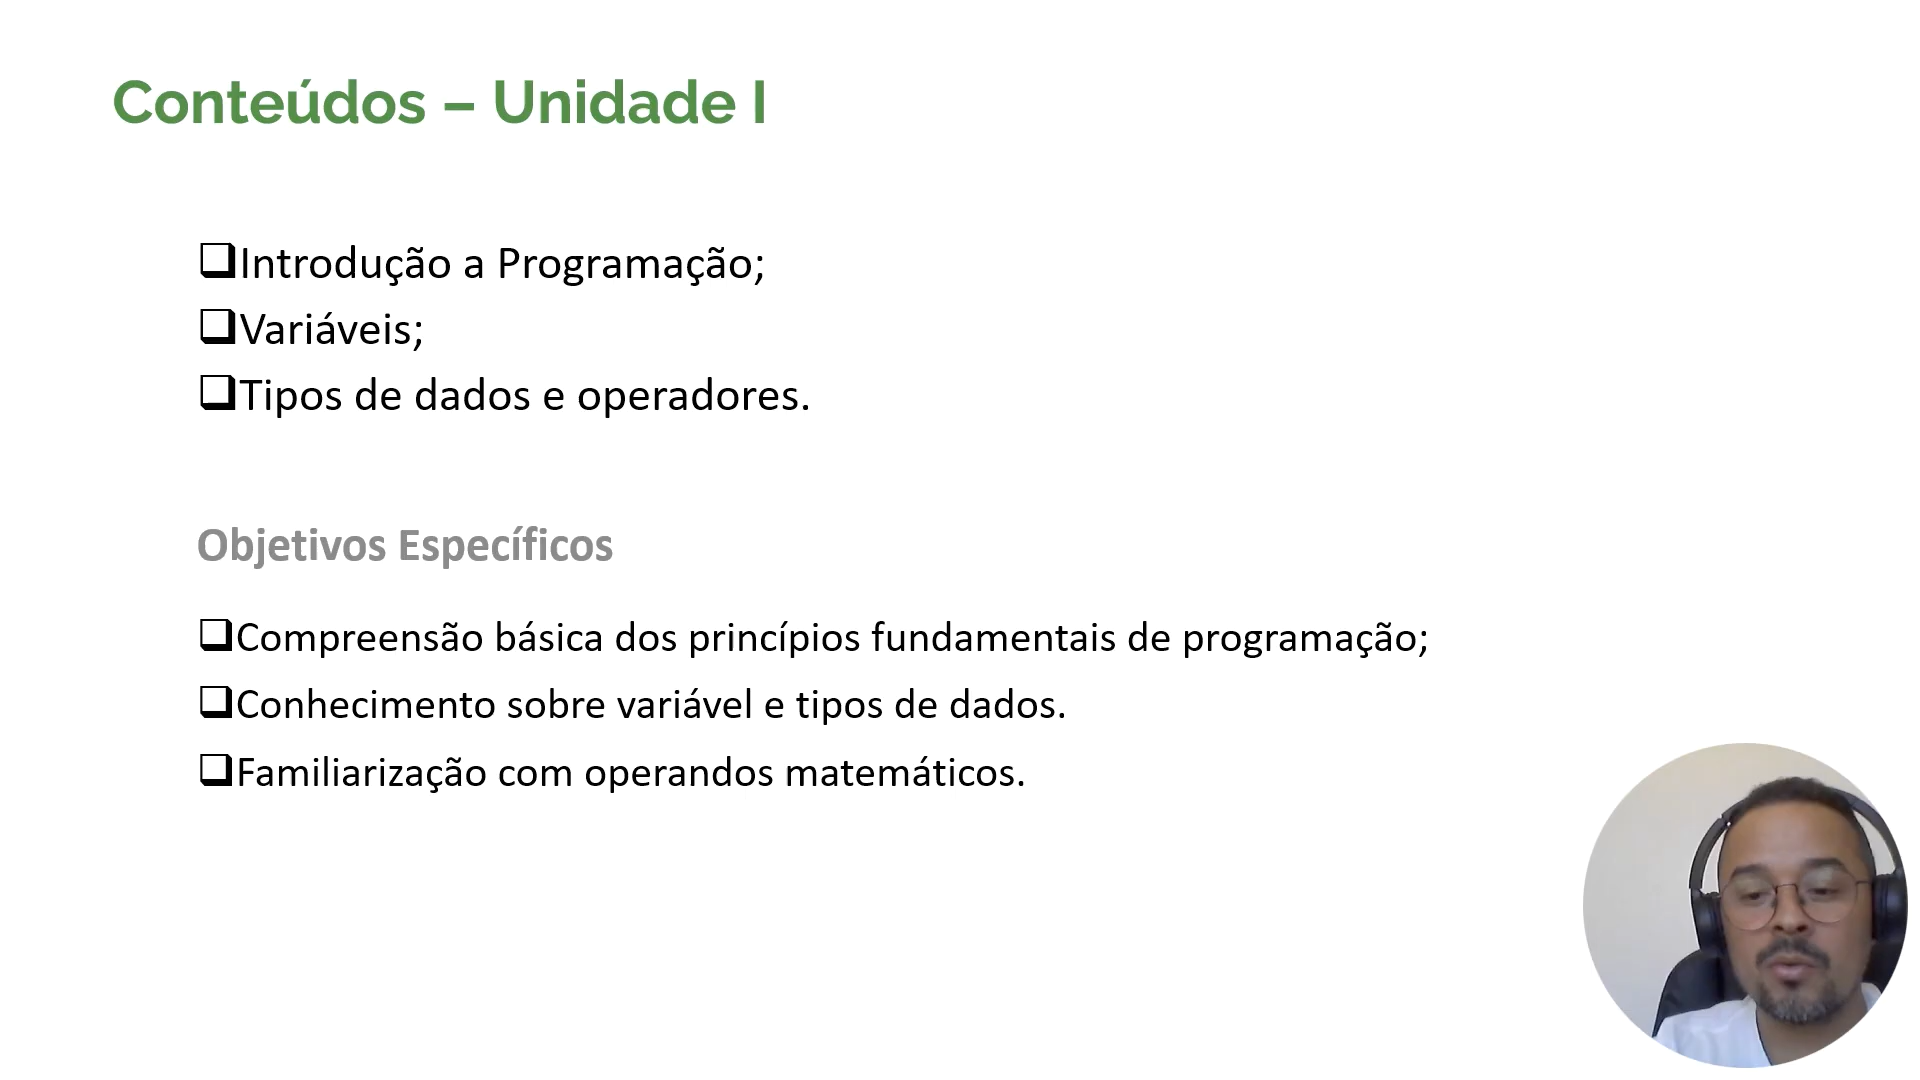 Conteúdos – Unidade I
❑Introdução a Programação;
❑Variáveis;
❑Tipos de dados e operadores.
Objetivos Específicos
❑Compreensão básica dos princípios fundamentais de programação;
❑Conhecimento sobre variável e tipos de dados.
❑Familiarização com operandos matemáticos.